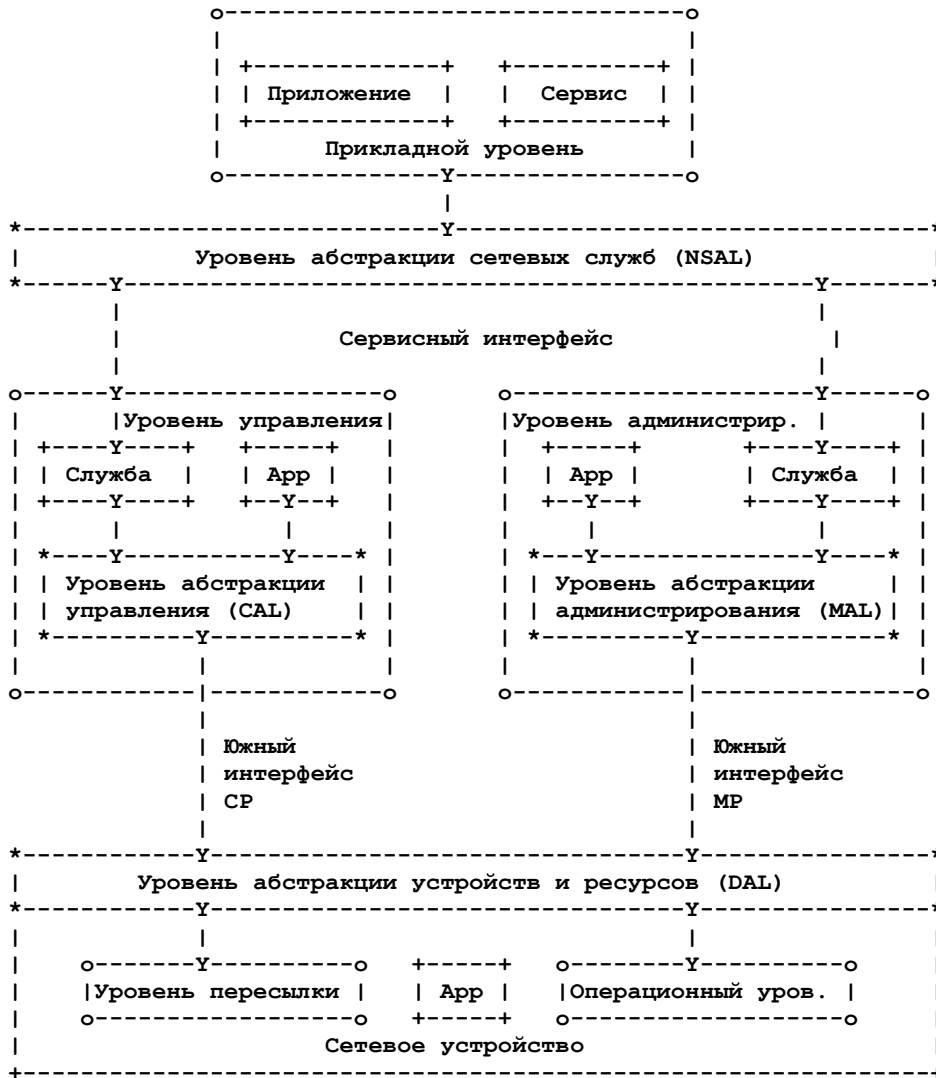 Приложение Сервис
Прикладной уровень
Уровень абстракции сетевых служб (NSAL)
Сервисный интерфейс
Уровень управления Уровень администрир.
Служба App App Служба
Уровень абстракции Уровень абстракции
управления (CAL) администрирования (MAL)
Южный Южный
интерфейс интерфейс
CP MP
Уровень абстракции устройств и ресурсов (DAL)
Уровень пересылки App Операционный уров.
Сетевое устройство